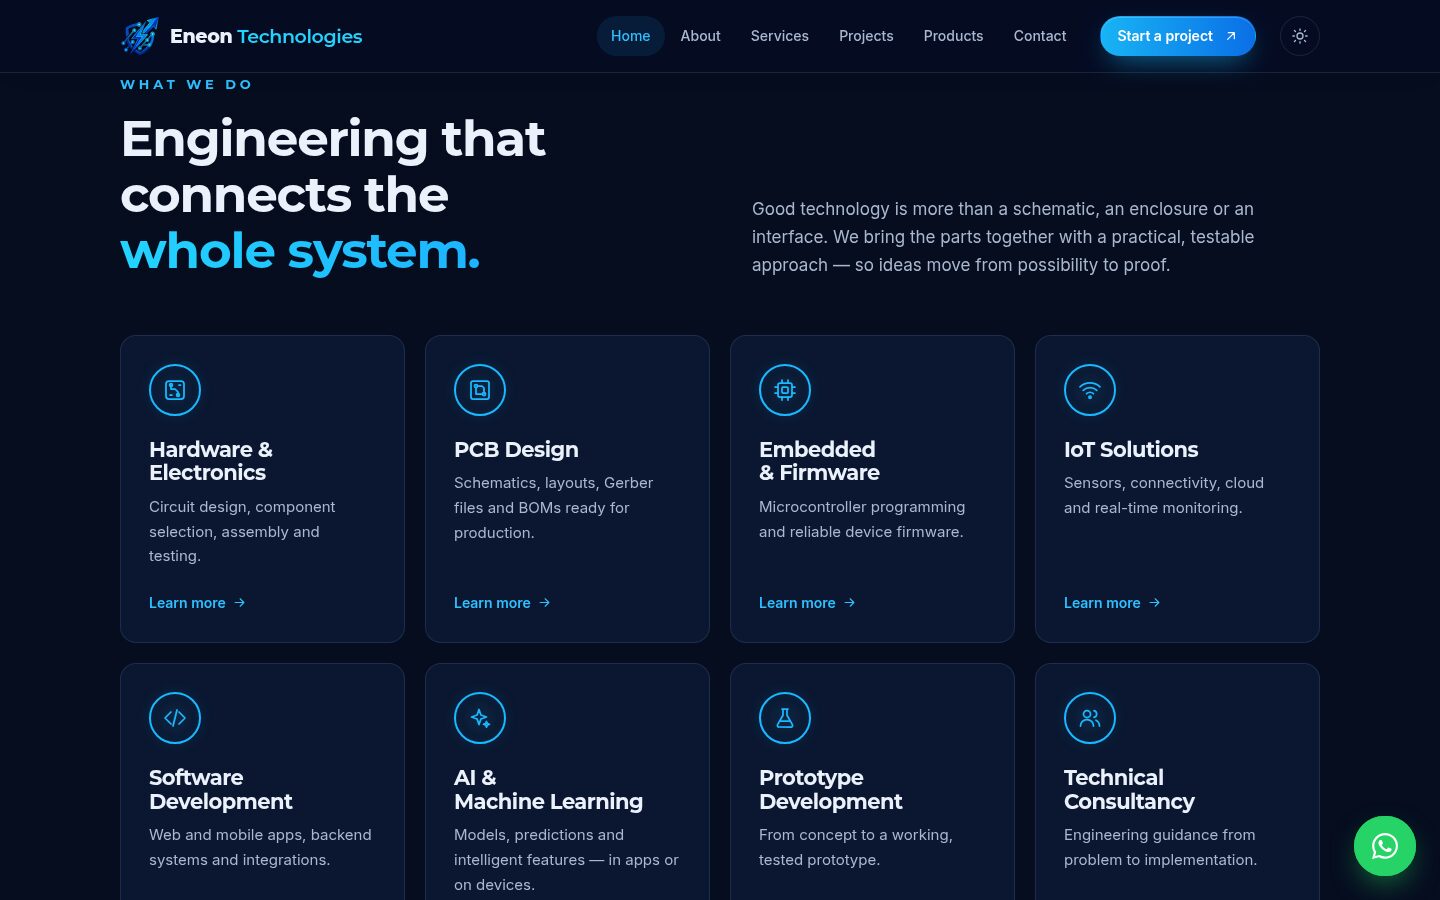 Eneon Technologies
Home
About
Services
Projects
Products
Contact
Start a project
WHAT WE DO
Engineering that
connects the
whole system.
Good technology is more than a schematic, an enclosure or an
interface. We bring the parts together with a practical, testable
approach — so ideas move from possibility to proof.
Hardware &
Electronics
Circuit design, component
selection, assembly and
testing.
Learn more
PCB Design
Schematics, layouts, Gerber
files and BOMs ready for
production.
Learn more
Embedded
& Firmware
Microcontroller programming
and reliable device firmware.
Learn more
IoT Solutions
Sensors, connectivity, cloud
and real-time monitoring.
Learn more
Software
Development
Web and mobile apps, backend
systems and integrations.
AI &
Machine Learning
Models, predictions and
intelligent features — in apps or
on devices.
Prototype
Development
From concept to a working,
tested prototype.
Technical
Consultancy
Engineering guidance from
problem to implementation.